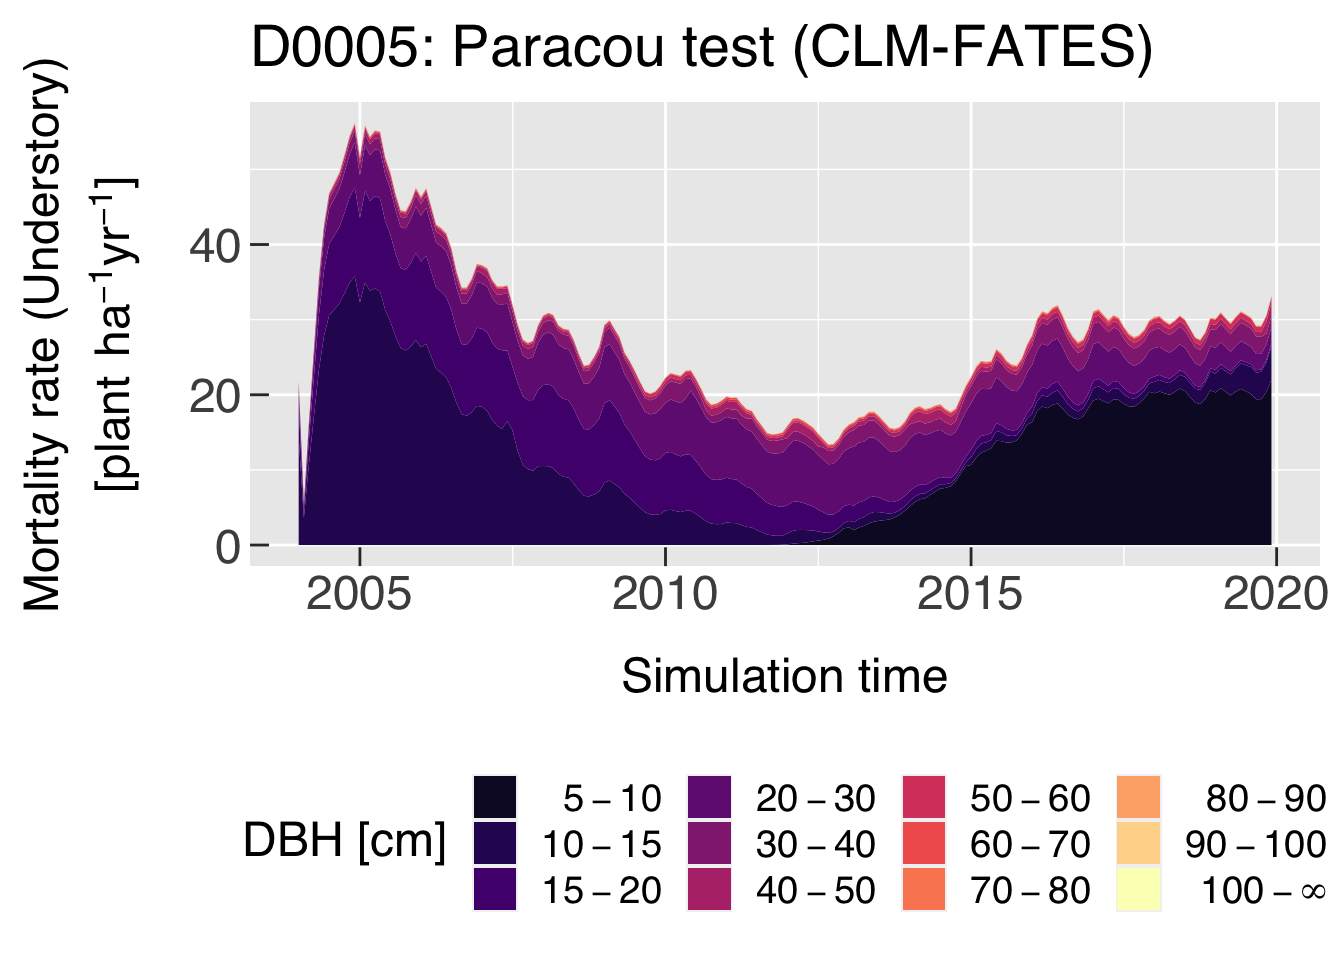 D0005: Paracou test (CLM-FATES)
Mortality rate (Understory)
[plant ha⁻¹yr⁻¹]
40
20
0
2005 2010 2015 2020
Simulation time
DBH [cm]
5 – 10 20 – 30 50 – 60 80 – 90
10 – 15 30 – 40 60 – 70 90 – 100
15 – 20 40 – 50 70 – 80 100 – ∞